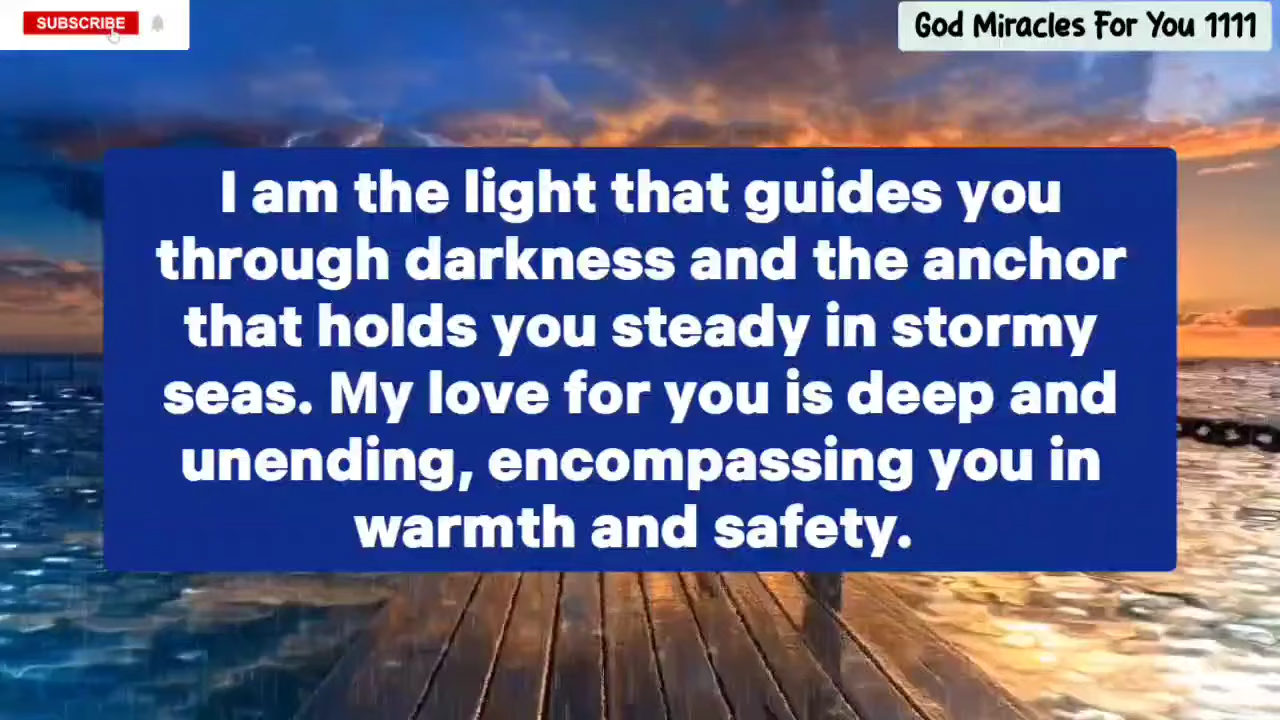 SUBSCRIBE
God Miracles For You 1111
I am the light that guides you
through darkness and the anchor
that holds you steady in stormy
seas. My love for you is deep and
unending, encompassing you in
warmth and safety.